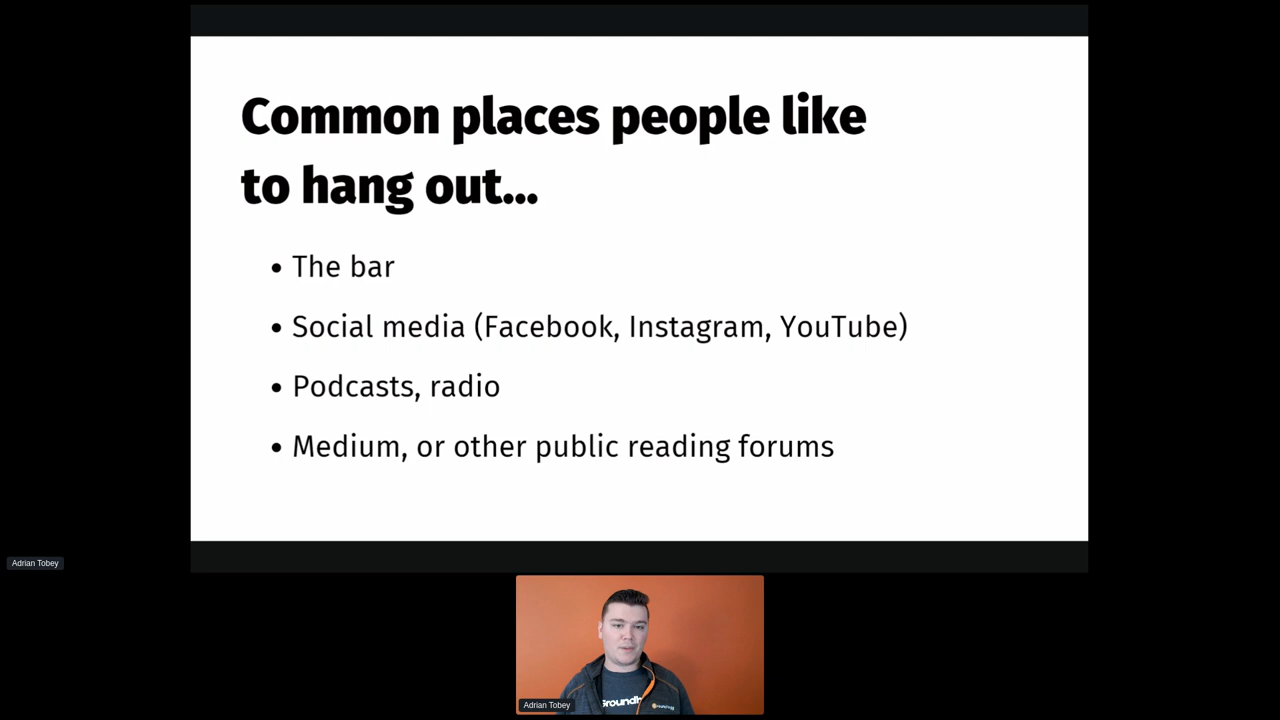 Common places people like
to hang out...
• The bar
• Social media (Facebook, Instagram, YouTube)
• Podcasts, radio
• Medium, or other public reading forums
Adrian Tobey
Adrian Tobey